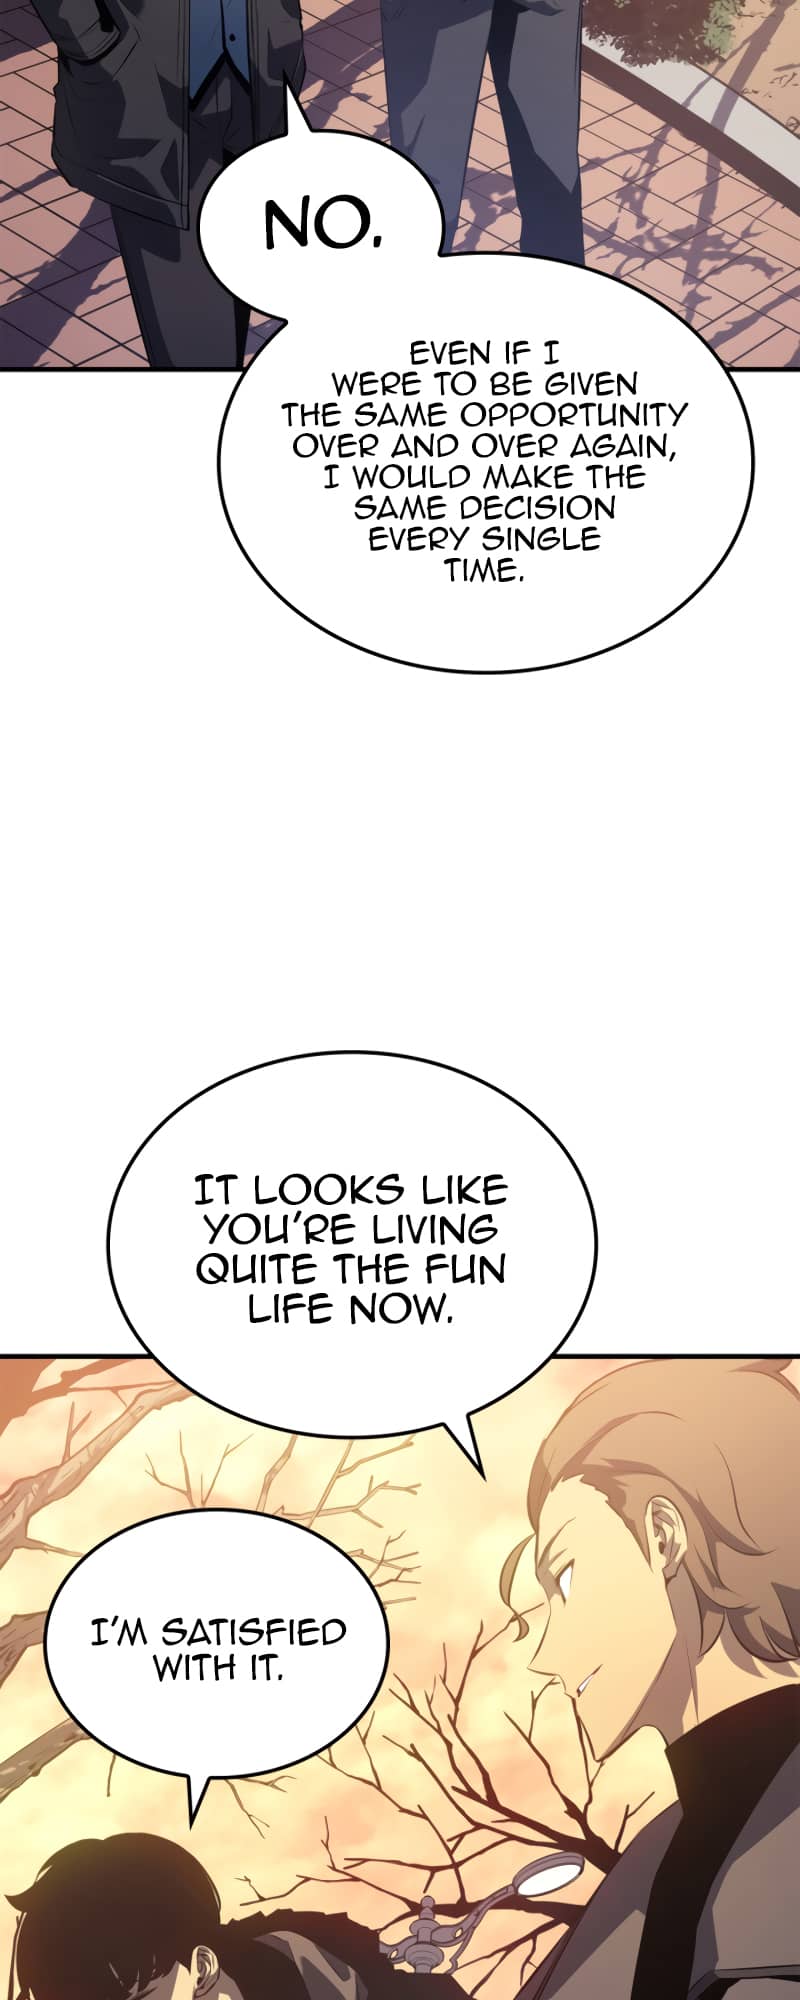 NO.
EVEN IF I
WERE TO BE GIVEN
THE SAME OPPORTUNITY
OVER AND OVER AGAIN,
I WOULD MAKE THE
SAME DECISION
EVERY SINGLE
TIME.
IT LOOKS LIKE
YOU'RE LIVING
QUITE THE FUN
LIFE NOW.
I'M SATISFIED
WITH IT.